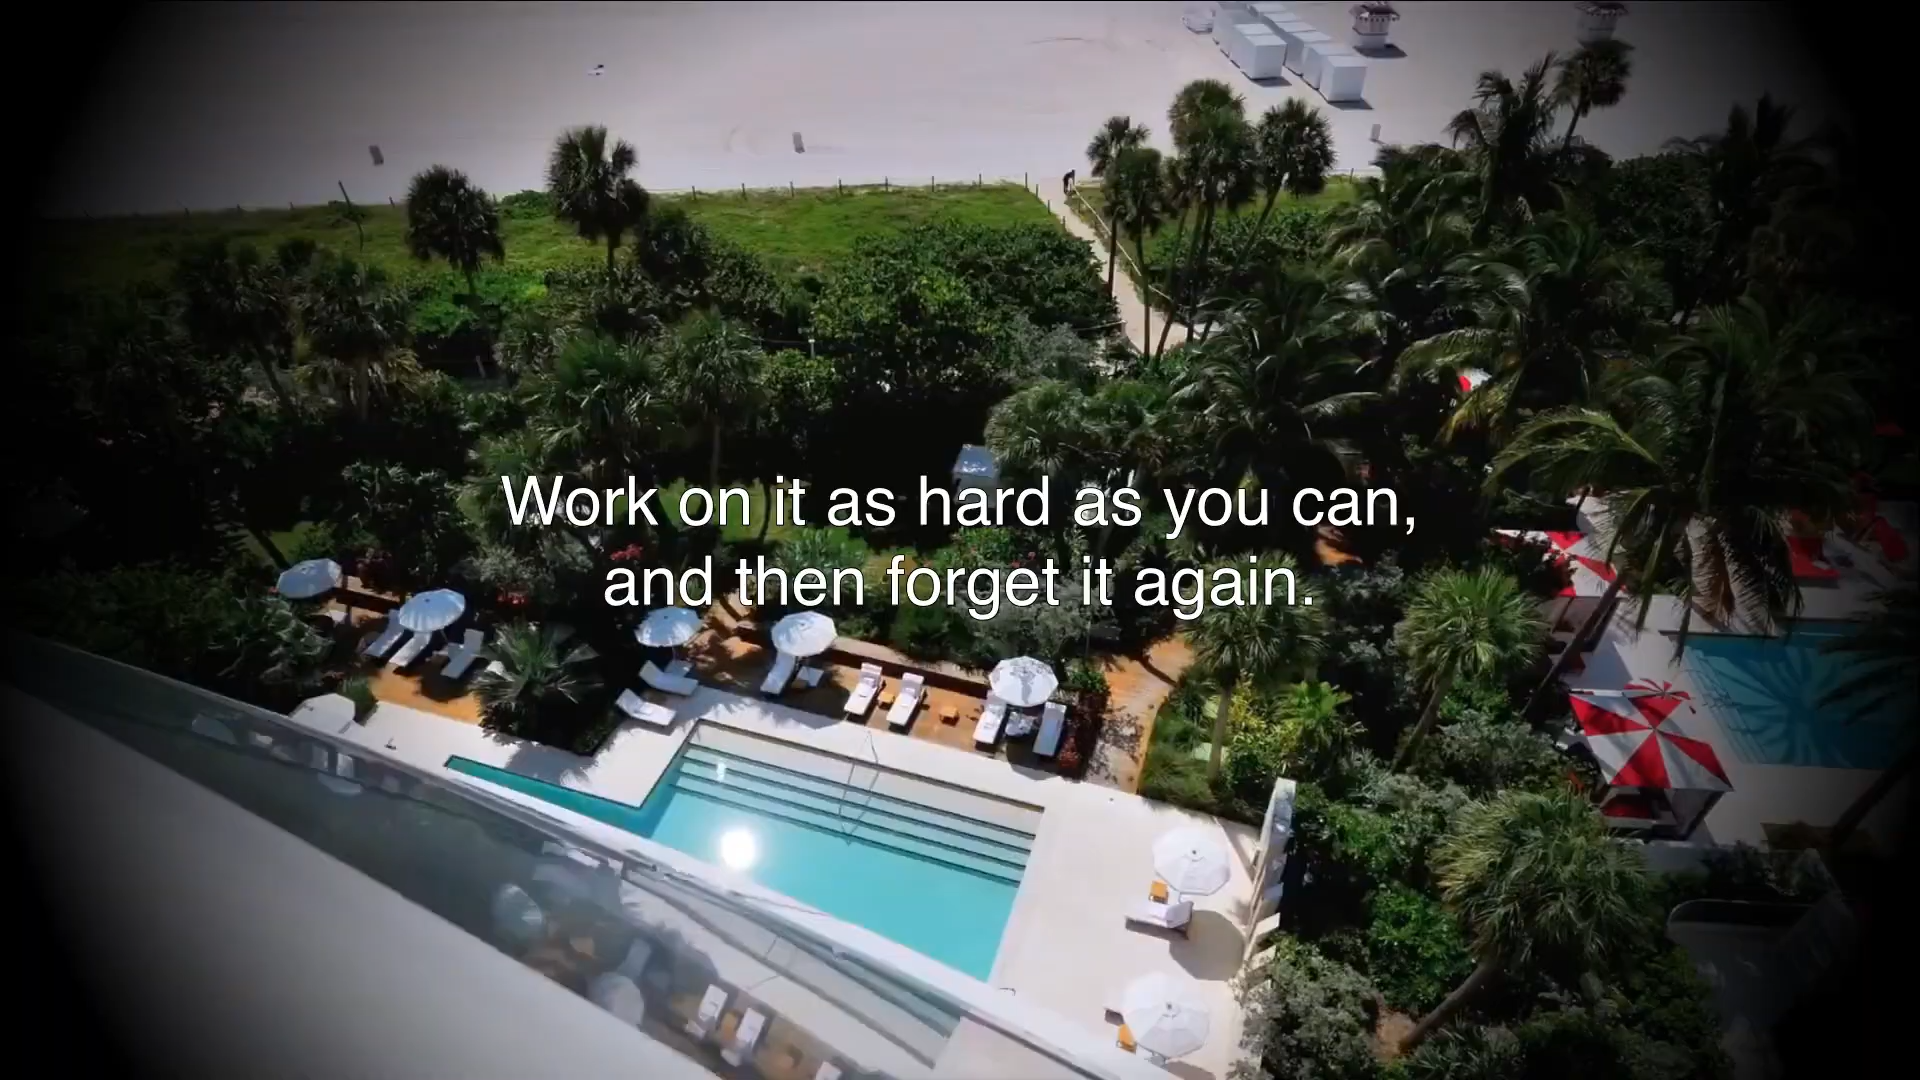 Work on it as hard as you can,
and then forget it again.